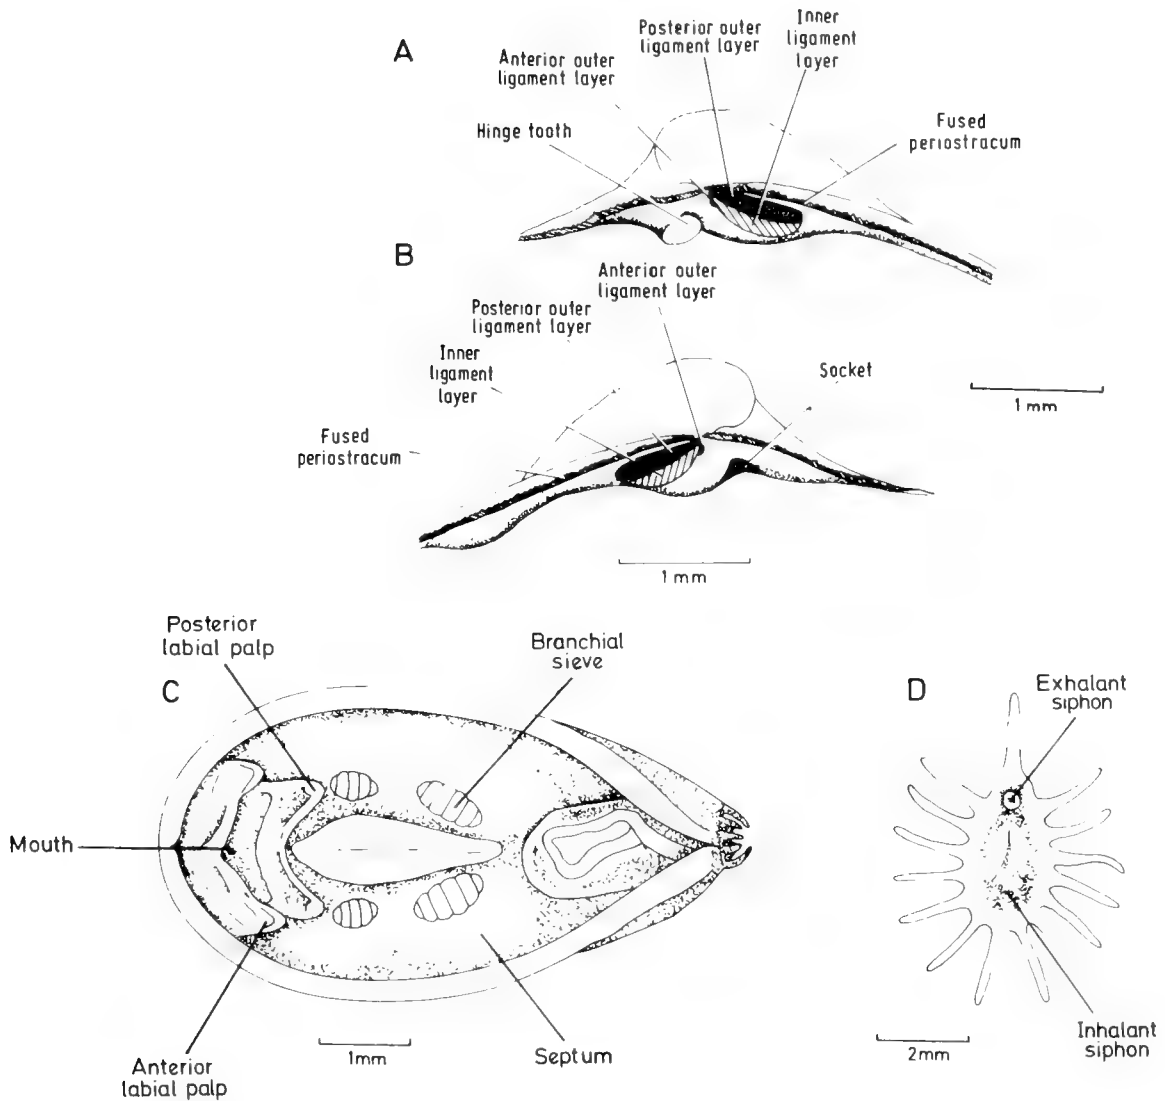 A
Anterior outer
ligament layer
Posterior outer
ligament layer
Inner
ligament
layer
Hinge tooth
Fused
periostracum
B
Anterior outer
ligament layer
Posterior outer
ligament layer
Inner
ligament
layer
Socket
1 mm
Fused
periostracum
1 mm
Posterior
labial palp
Branchial
sieve
C
D
Exhalant
siphon
Mouth
Anterior
labial palp
1mm
Septum
2mm
Inhalant
siphon